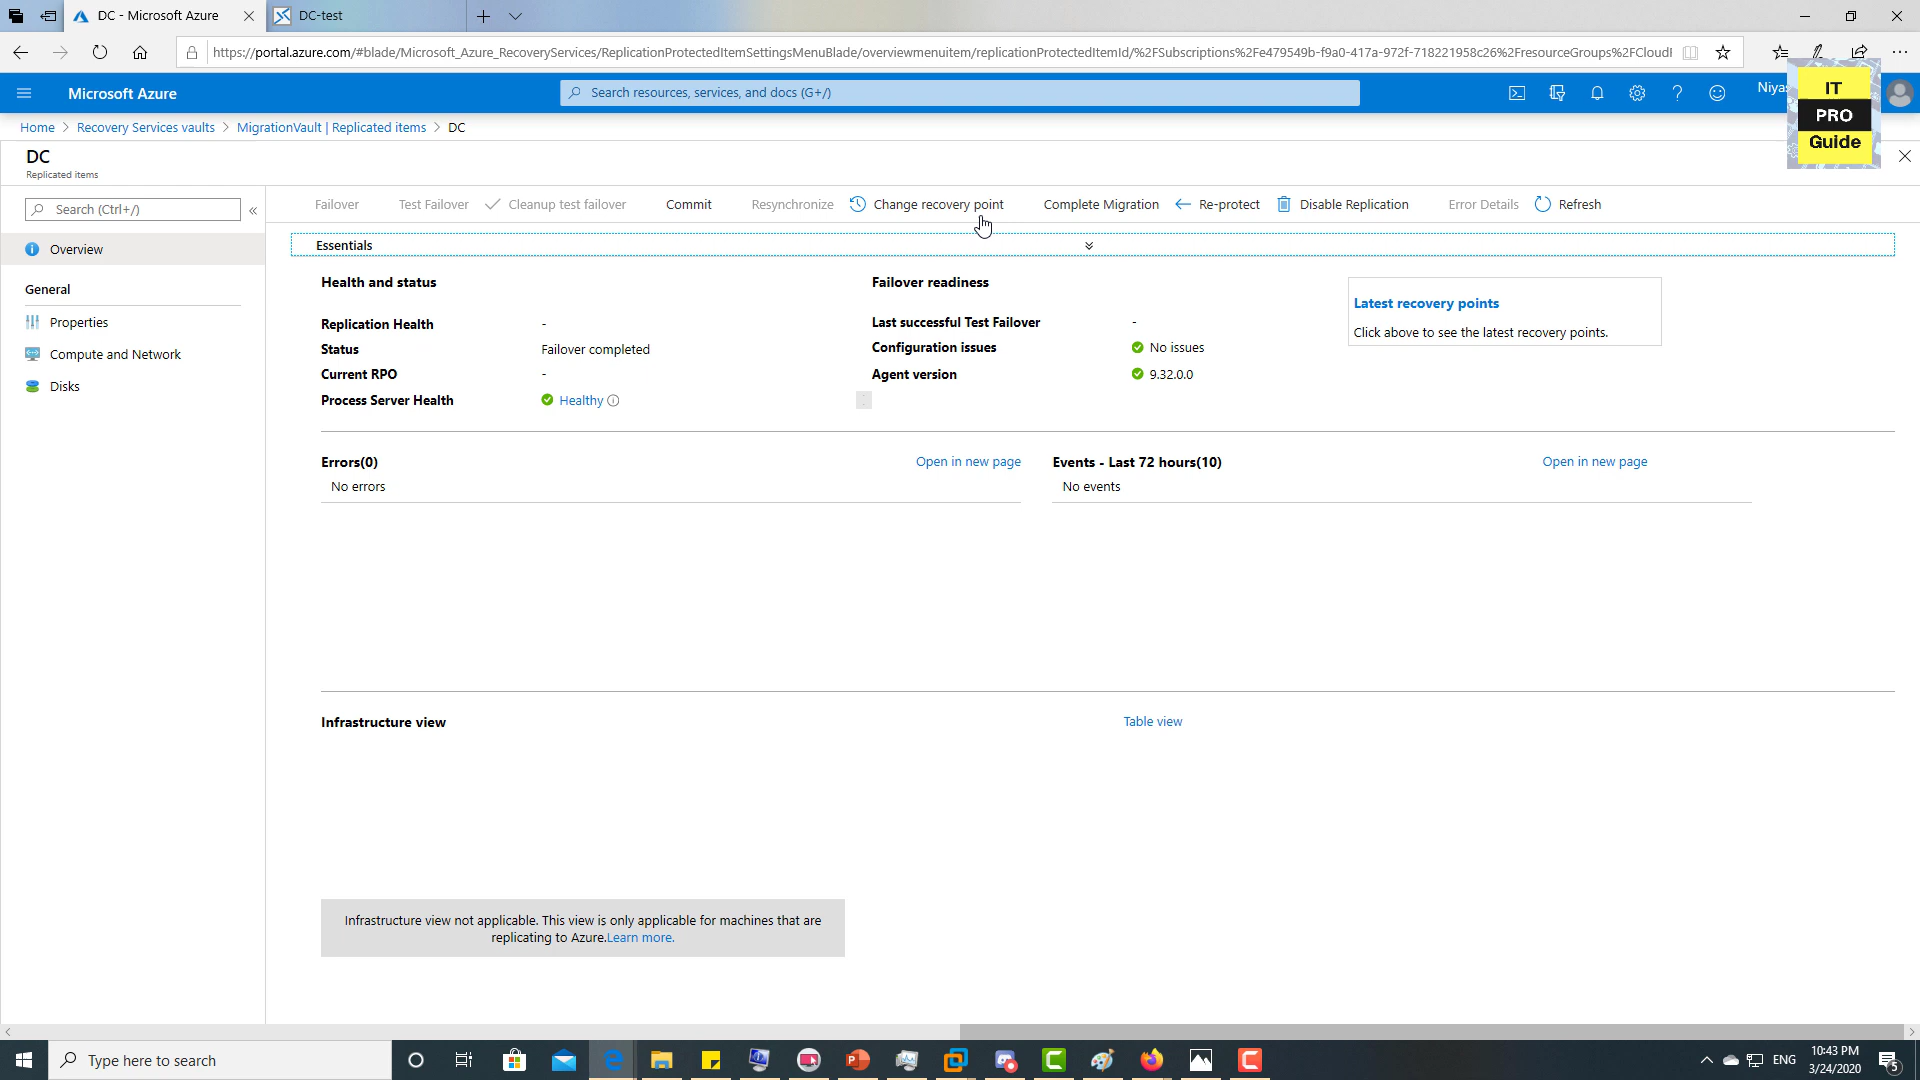 DC - Microsoft Azure
DC-test
https://portal.azure.com/#blade/Microsoft_Azure_RecoveryServices/ReplicationProtectedItemSettingsMenuBlade/overviewmenuitem/replicationProtectedItemId/%2FSubscriptions%2Fe479549b-f9a0-417a-972f-718221958c26%2FresourceGroups%2FCloudF
Microsoft Azure
Search resources, services, and docs (G+/)
Niyas
IT
PRO
Guide
Home > Recovery Services vaults > MigrationVault | Replicated items > DC
DC
Replicated items
Search (Ctrl+/)
Failover
Test Failover
Cleanup test failover
Commit
Resynchronize
Change recovery point
Complete Migration
Re-protect
Disable Replication
Error Details
Refresh
Overview
General
Properties
Compute and Network
Disks
Essentials
Health and status
Replication Health -
Status Failover completed
Current RPO -
Process Server Health Healthy
Failover readiness
Last successful Test Failover -
Configuration issues No issues
Agent version 9.32.0.0
Latest recovery points
Click above to see the latest recovery points.
Errors(0) Open in new page
No errors
Events - Last 72 hours(10) Open in new page
No events
Infrastructure view Table view
Infrastructure view not applicable. This view is only applicable for machines that are
replicating to Azure.Learn more.
Type here to search
ENG
10:43 PM
3/24/2020
5